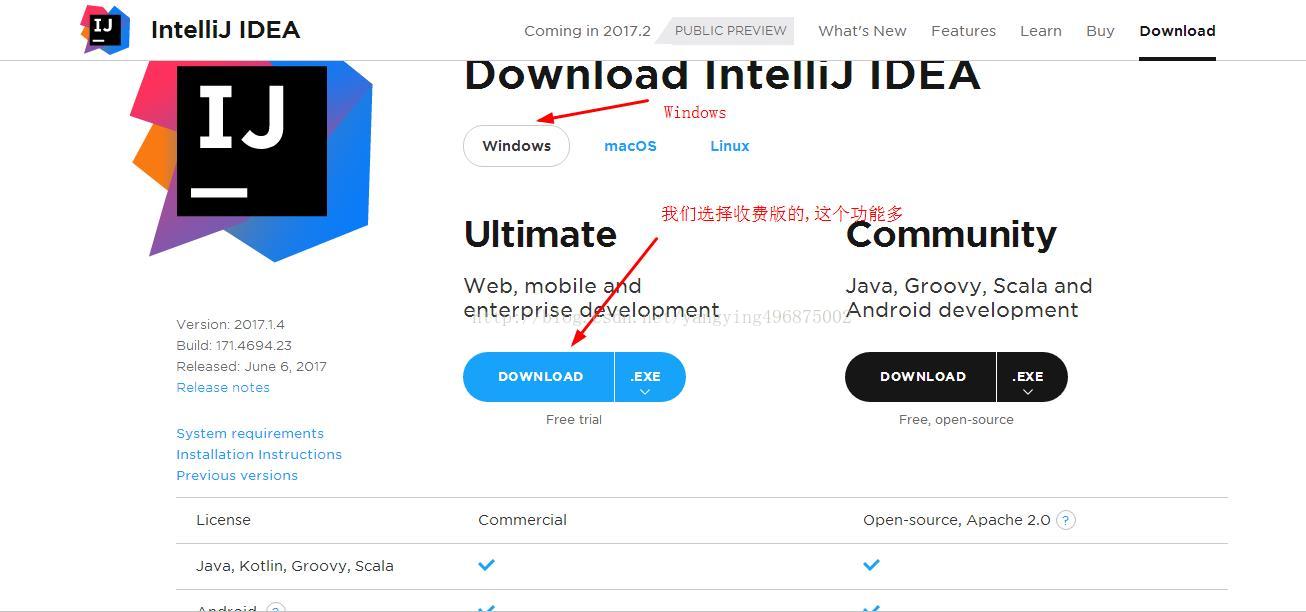 IJ
IntelliJ IDEA
Coming in 2017.2 PUBLIC PREVIEW What's New Features Learn Buy Download
IJ
Download IntelliJ IDEA
Windows
Windows macOS Linux
我们选择收费版的,这个功能多
Ultimate
Web, mobile and
enterprise development
Community
Java, Groovy, Scala and
Android development
http://blog.csdn.net/yangying496875002
Version: 2017.1.4
Build: 171.4694.23
Released: June 6, 2017
Release notes
DOWNLOAD .EXE
Free trial
DOWNLOAD .EXE
Free, open-source
System requirements
Installation Instructions
Previous versions
License Commercial Open-source, Apache 2.0 ?
Java, Kotlin, Groovy, Scala
Android ?